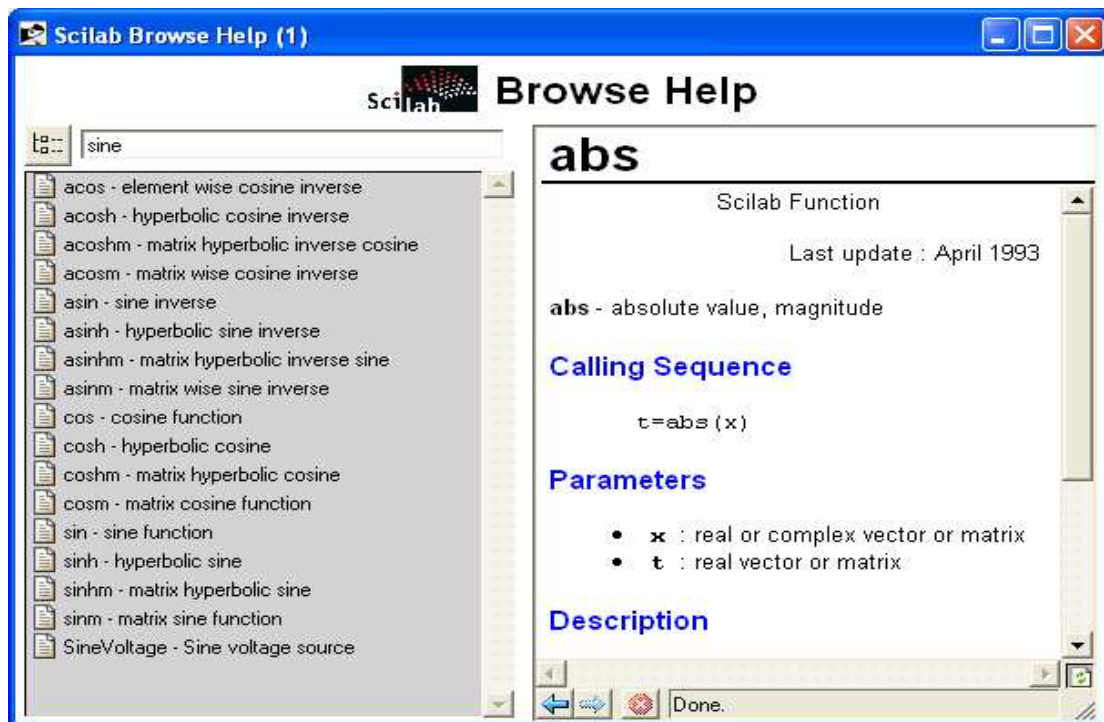 Scilab Browse Help (1)
Scilab Browse Help
sine
acos - element wise cosine inverse
acosh - hyperbolic cosine inverse
acoshm - matrix hyperbolic inverse cosine
acosm - matrix wise cosine inverse
asin - sine inverse
asinh - hyperbolic sine inverse
asinhm - matrix hyperbolic inverse sine
asinm - matrix wise sine inverse
cos - cosine function
cosh - hyperbolic cosine
coshm - matrix hyperbolic cosine
cosm - matrix cosine function
sin - sine function
sinh - hyperbolic sine
sinhm - matrix hyperbolic sine
sinm - matrix sine function
SineVoltage - Sine voltage source
abs
Scilab Function
Last update : April 1993
abs - absolute value, magnitude
Calling Sequence
t=abs(x)
Parameters
• x : real or complex vector or matrix
• t : real vector or matrix
Description
Done.